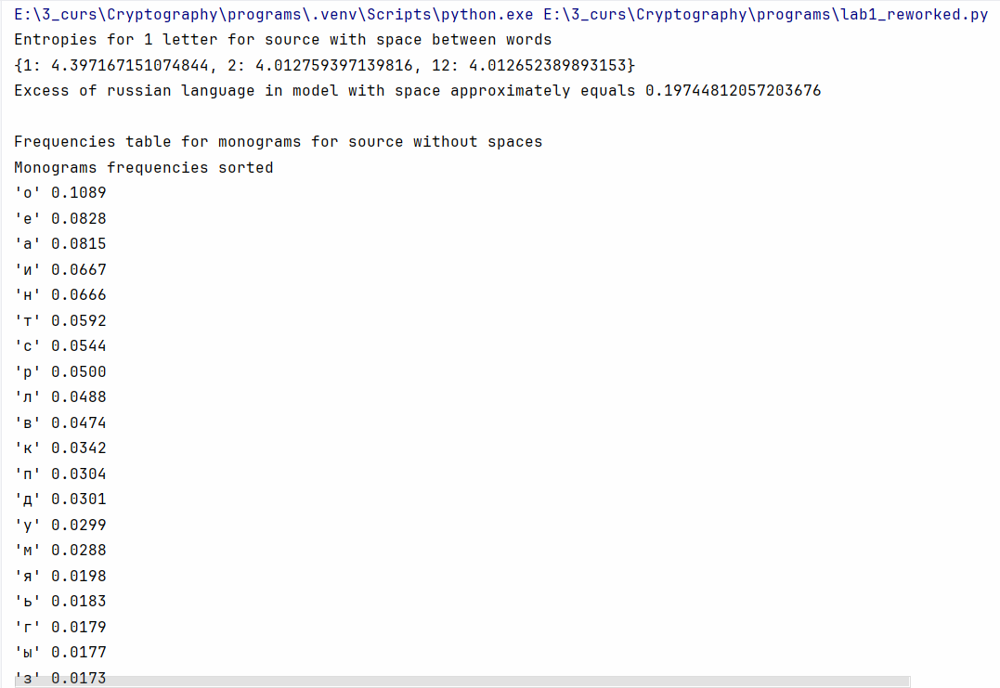 E:\3_curs\Cryptography\programs\.venv\Scripts\python.exe E:\3_curs\Cryptography\programs\lab1_reworked.py
Entropies for 1 letter for source with space between words
{1: 4.397167151074844, 2: 4.012759397139816, 12: 4.012652389893153}
Excess of russian language in model with space approximately equals 0.19744812057203676

Frequencies table for monograms for source without spaces
Monograms frequencies sorted
'о' 0.1089
'е' 0.0828
'а' 0.0815
'и' 0.0667
'н' 0.0666
'т' 0.0592
'с' 0.0544
'р' 0.0500
'л' 0.0488
'в' 0.0474
'к' 0.0342
'п' 0.0304
'д' 0.0301
'у' 0.0299
'м' 0.0288
'я' 0.0198
'ь' 0.0183
'г' 0.0179
'ы' 0.0177
'з' 0.0173